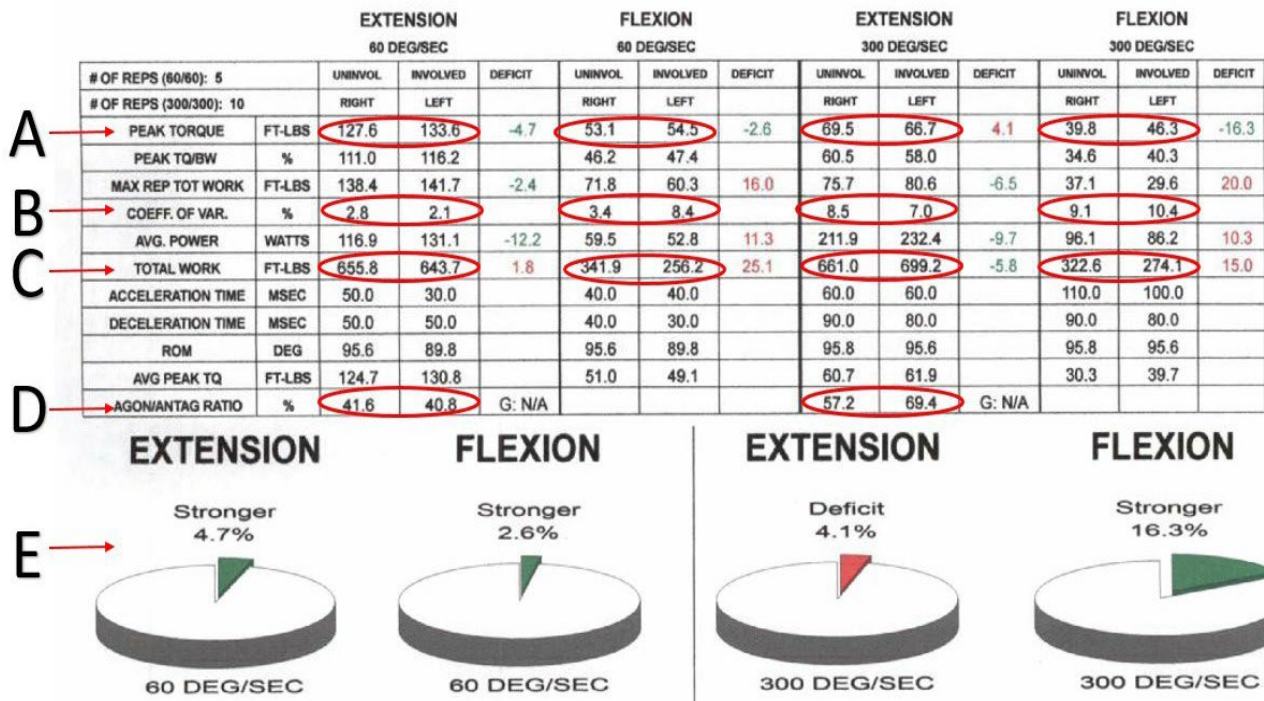 EXTENSION FLEXION EXTENSION FLEXION
60 DEG/SEC 60 DEG/SEC 300 DEG/SEC 300 DEG/SEC
# OF REPS (60/60): 5 UNINVOL INVOLVED DEFICIT UNINVOL INVOLVED DEFICIT UNINVOL INVOLVED DEFICIT UNINVOL INVOLVED DEFICIT
# OF REPS (300/300): 10 RIGHT LEFT RIGHT LEFT RIGHT LEFT RIGHT LEFT
A PEAK TORQUE FT-LBS 127.6 133.6 -4.7 53.1 54.5 -2.6 69.5 66.7 4.1 39.8 46.3 -16.3
PEAK TQ/BW % 111.0 116.2 46.2 47.4 60.5 58.0 34.6 40.3
MAX REP TOT WORK FT-LBS 138.4 141.7 -2.4 71.8 60.3 16.0 75.7 80.6 -6.5 37.1 29.6 20.0
B COEFF. OF VAR. % 2.8 2.1 3.4 8.4 8.5 7.0 9.1 10.4
AVG. POWER WATTS 116.9 131.1 -12.2 59.5 52.8 11.3 211.9 232.4 -9.7 96.1 86.2 10.3
C TOTAL WORK FT-LBS 655.8 643.7 1.8 341.9 256.2 25.1 661.0 699.2 -5.8 322.6 274.1 15.0
ACCELERATION TIME MSEC 50.0 30.0 40.0 40.0 60.0 60.0 110.0 100.0
DECELERATION TIME MSEC 50.0 50.0 40.0 30.0 90.0 80.0 90.0 80.0
ROM DEG 95.6 89.8 95.6 89.8 95.8 95.6 95.8 95.6
AVG PEAK TQ FT-LBS 124.7 130.8 51.0 49.1 60.7 61.9 30.3 39.7
D AGON/ANTAG RATIO % 41.6 40.8 G: N/A 57.2 69.4 G: N/A
EXTENSION FLEXION EXTENSION FLEXION
Stronger Stronger Deficit Stronger
4.7% 2.6% 4.1% 16.3%
E
60 DEG/SEC 60 DEG/SEC 300 DEG/SEC 300 DEG/SEC